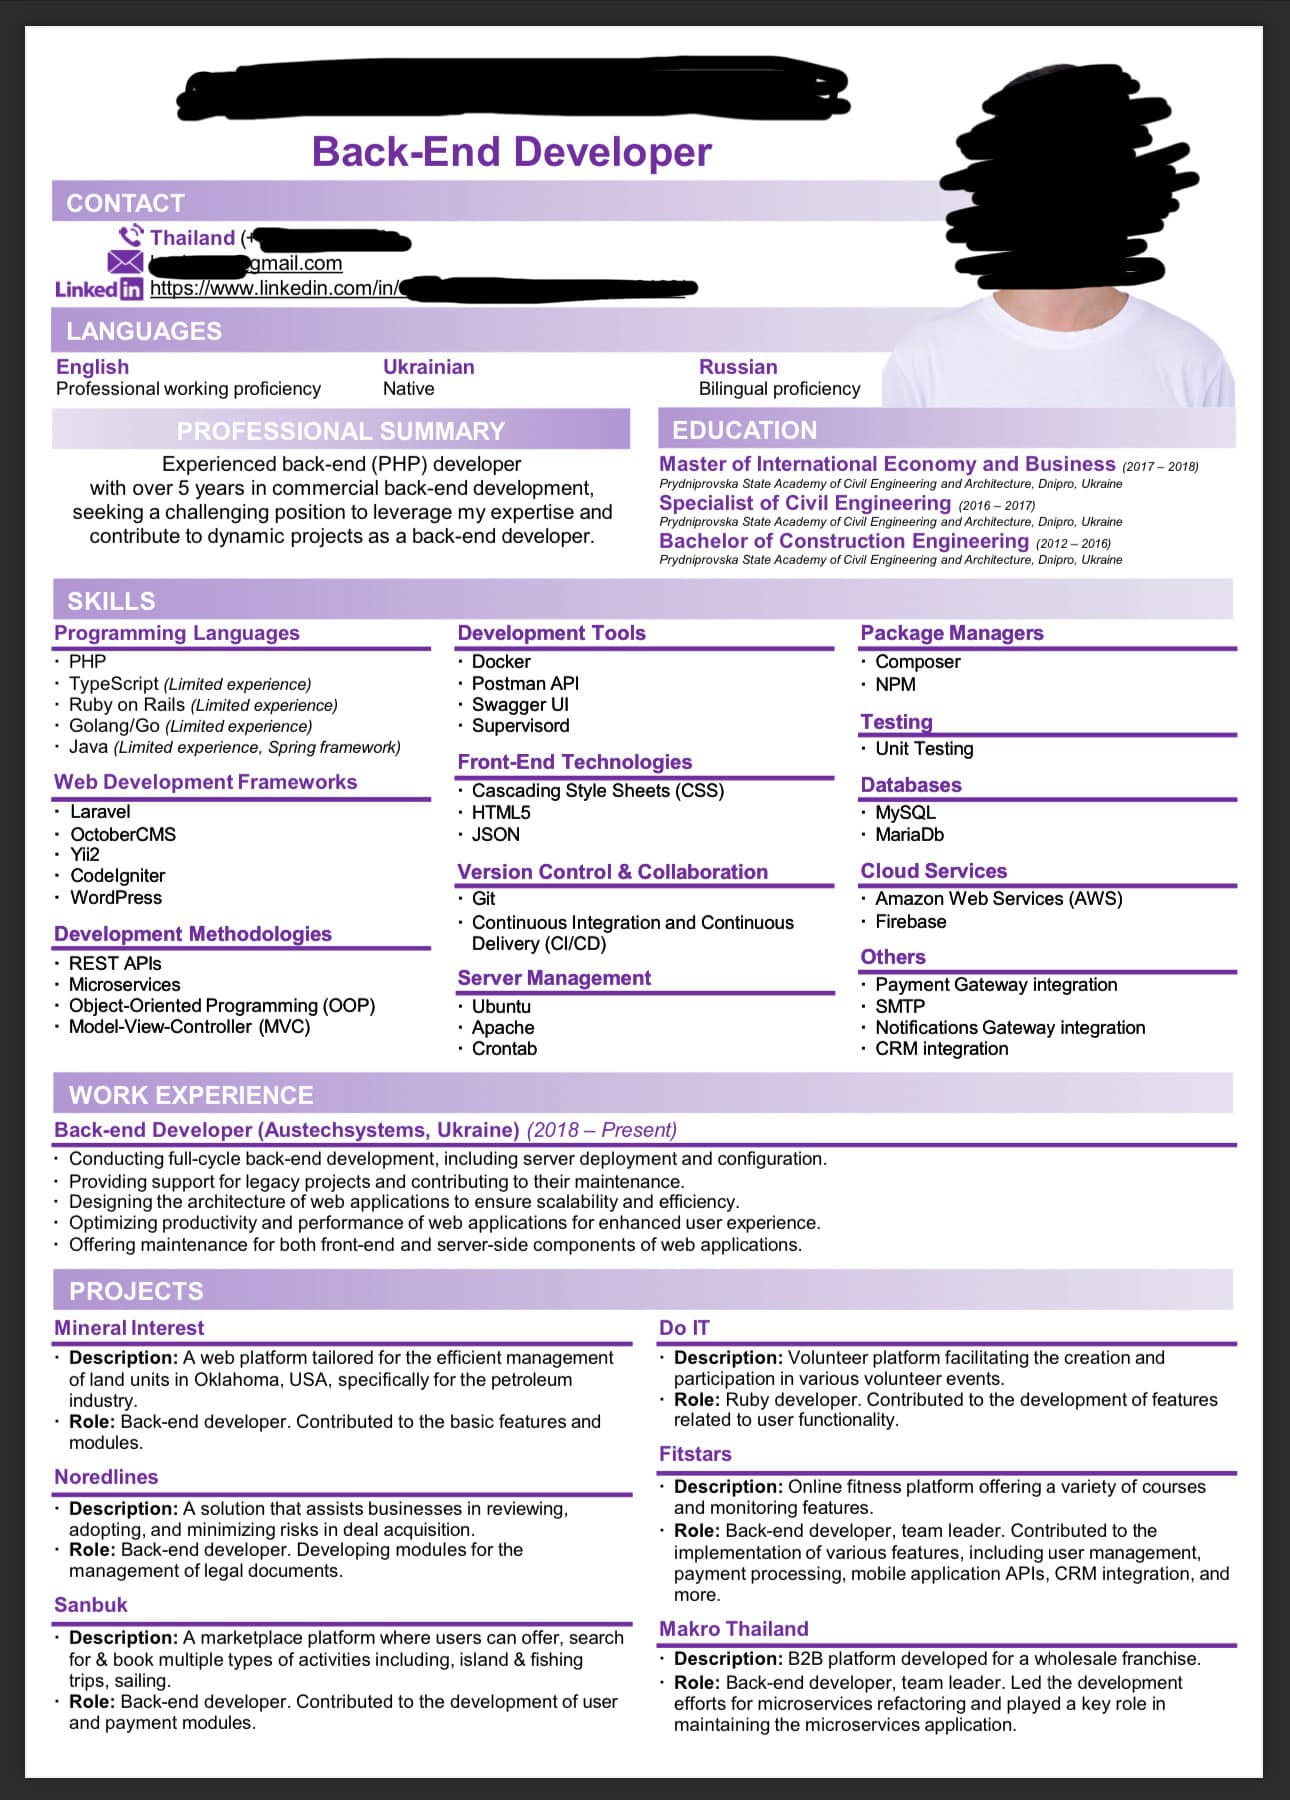 Back-End Developer
CONTACT
Thailand (+
gmail.com
Linked in https://www.linkedin.com/in/
LANGUAGES
English
Professional working proficiency
Ukrainian
Native
Russian
Bilingual proficiency
PROFESSIONAL SUMMARY
Experienced back-end (PHP) developer
with over 5 years in commercial back-end development,
seeking a challenging position to leverage my expertise and
contribute to dynamic projects as a back-end developer.
EDUCATION
Master of International Economy and Business (2017 – 2018)
Prydniprovska State Academy of Civil Engineering and Architecture, Dnipro, Ukraine
Specialist of Civil Engineering (2016 – 2017)
Prydniprovska State Academy of Civil Engineering and Architecture, Dnipro, Ukraine
Bachelor of Construction Engineering (2012 – 2016)
Prydniprovska State Academy of Civil Engineering and Architecture, Dnipro, Ukraine
SKILLS
Programming Languages
· PHP
· TypeScript (Limited experience)
· Ruby on Rails (Limited experience)
· Golang/Go (Limited experience)
· Java (Limited experience, Spring framework)
Web Development Frameworks
· Laravel
· OctoberCMS
· Yii2
· CodeIgniter
· WordPress
Development Methodologies
· REST APIs
· Microservices
· Object-Oriented Programming (OOP)
· Model-View-Controller (MVC)
Development Tools
· Docker
· Postman API
· Swagger UI
· Supervisord
Front-End Technologies
· Cascading Style Sheets (CSS)
· HTML5
· JSON
Version Control & Collaboration
· Git
· Continuous Integration and Continuous
Delivery (CI/CD)
Server Management
· Ubuntu
· Apache
· Crontab
Package Managers
· Composer
· NPM
Testing
· Unit Testing
Databases
· MySQL
· MariaDb
Cloud Services
· Amazon Web Services (AWS)
· Firebase
Others
· Payment Gateway integration
· SMTP
· Notifications Gateway integration
· CRM integration
WORK EXPERIENCE
Back-end Developer (Austechsystems, Ukraine) (2018 – Present)
· Conducting full-cycle back-end development, including server deployment and configuration.
· Providing support for legacy projects and contributing to their maintenance.
· Designing the architecture of web applications to ensure scalability and efficiency.
· Optimizing productivity and performance of web applications for enhanced user experience.
· Offering maintenance for both front-end and server-side components of web applications.
PROJECTS
Mineral Interest
· Description: A web platform tailored for the efficient management
of land units in Oklahoma, USA, specifically for the petroleum
industry.
· Role: Back-end developer. Contributed to the basic features and
modules.
Noredlines
· Description: A solution that assists businesses in reviewing,
adopting, and minimizing risks in deal acquisition.
· Role: Back-end developer. Developing modules for the
management of legal documents.
Sanbuk
· Description: A marketplace platform where users can offer, search
for & book multiple types of activities including, island & fishing
trips, sailing.
· Role: Back-end developer. Contributed to the development of user
and payment modules.
Do IT
· Description: Volunteer platform facilitating the creation and
participation in various volunteer events.
· Role: Ruby developer. Contributed to the development of features
related to user functionality.
Fitstars
· Description: Online fitness platform offering a variety of courses
and monitoring features.
· Role: Back-end developer, team leader. Contributed to the
implementation of various features, including user management,
payment processing, mobile application APIs, CRM integration, and
more.
Makro Thailand
· Description: B2B platform developed for a wholesale franchise.
· Role: Back-end developer, team leader. Led the development
efforts for microservices refactoring and played a key role in
maintaining the microservices application.